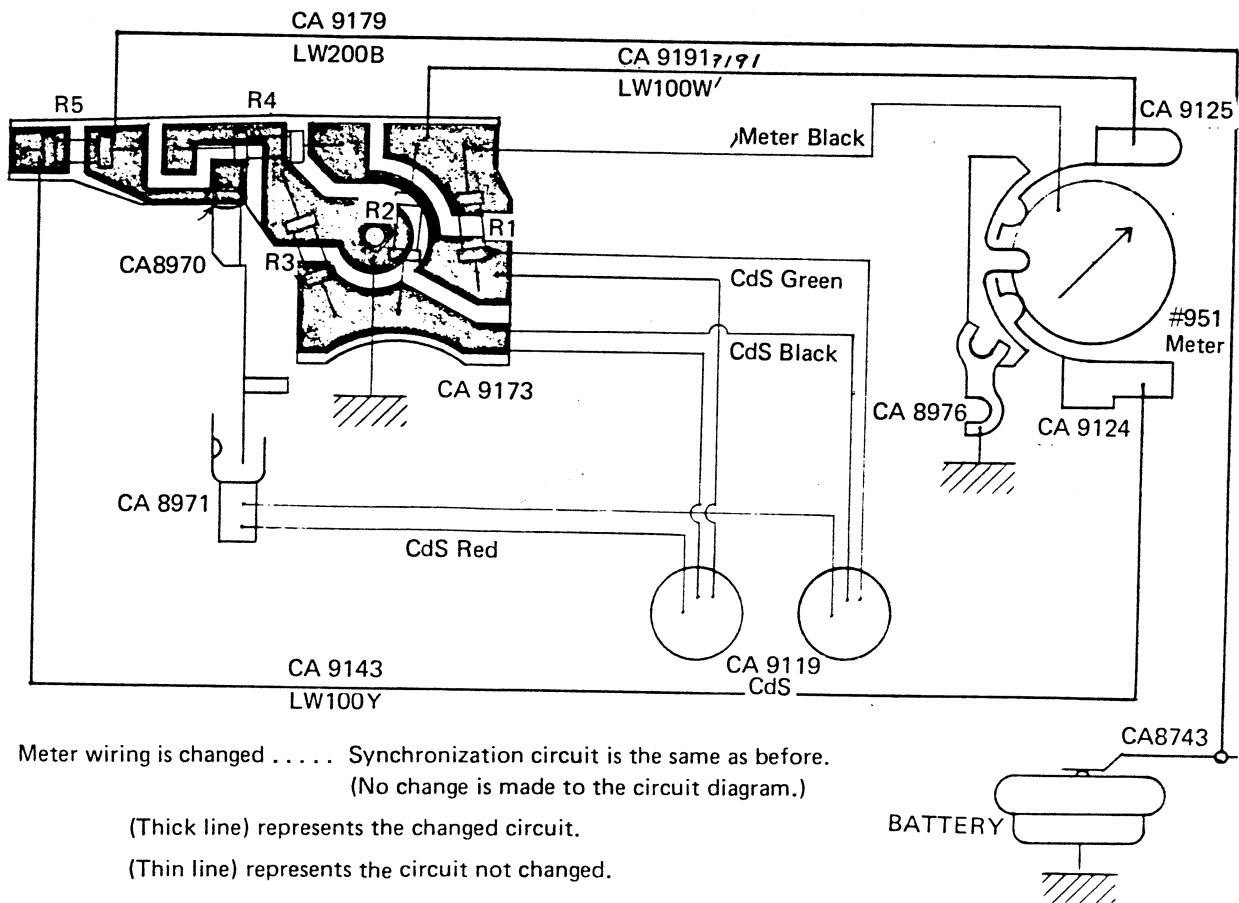 CA 9179
LW200B
CA 9191 7191
LW100W
R5
R4
CA 9125
Meter Black
R2
R1
CA8970
R3
CdS Green
#951
Meter
CdS Black
CA 9173
CA 8976
CA 9124
CA 8971
CdS Red
CA 9143
LW100Y
CA 9119
CdS
CA8743
Meter wiring is changed ..... Synchronization circuit is the same as before.
(No change is made to the circuit diagram.)
(Thick line) represents the changed circuit.
(Thin line) represents the circuit not changed.
BATTERY